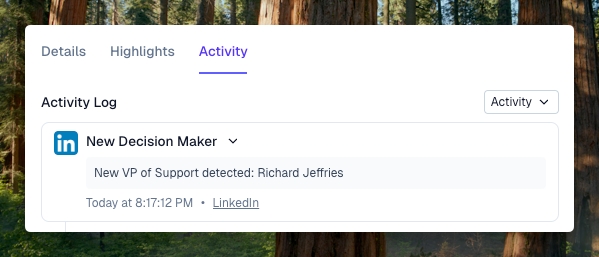 Details Highlights Activity
Activity Log Activity
in New Decision Maker
New VP of Support detected: Richard Jeffries
Today at 8:17:12 PM • LinkedIn